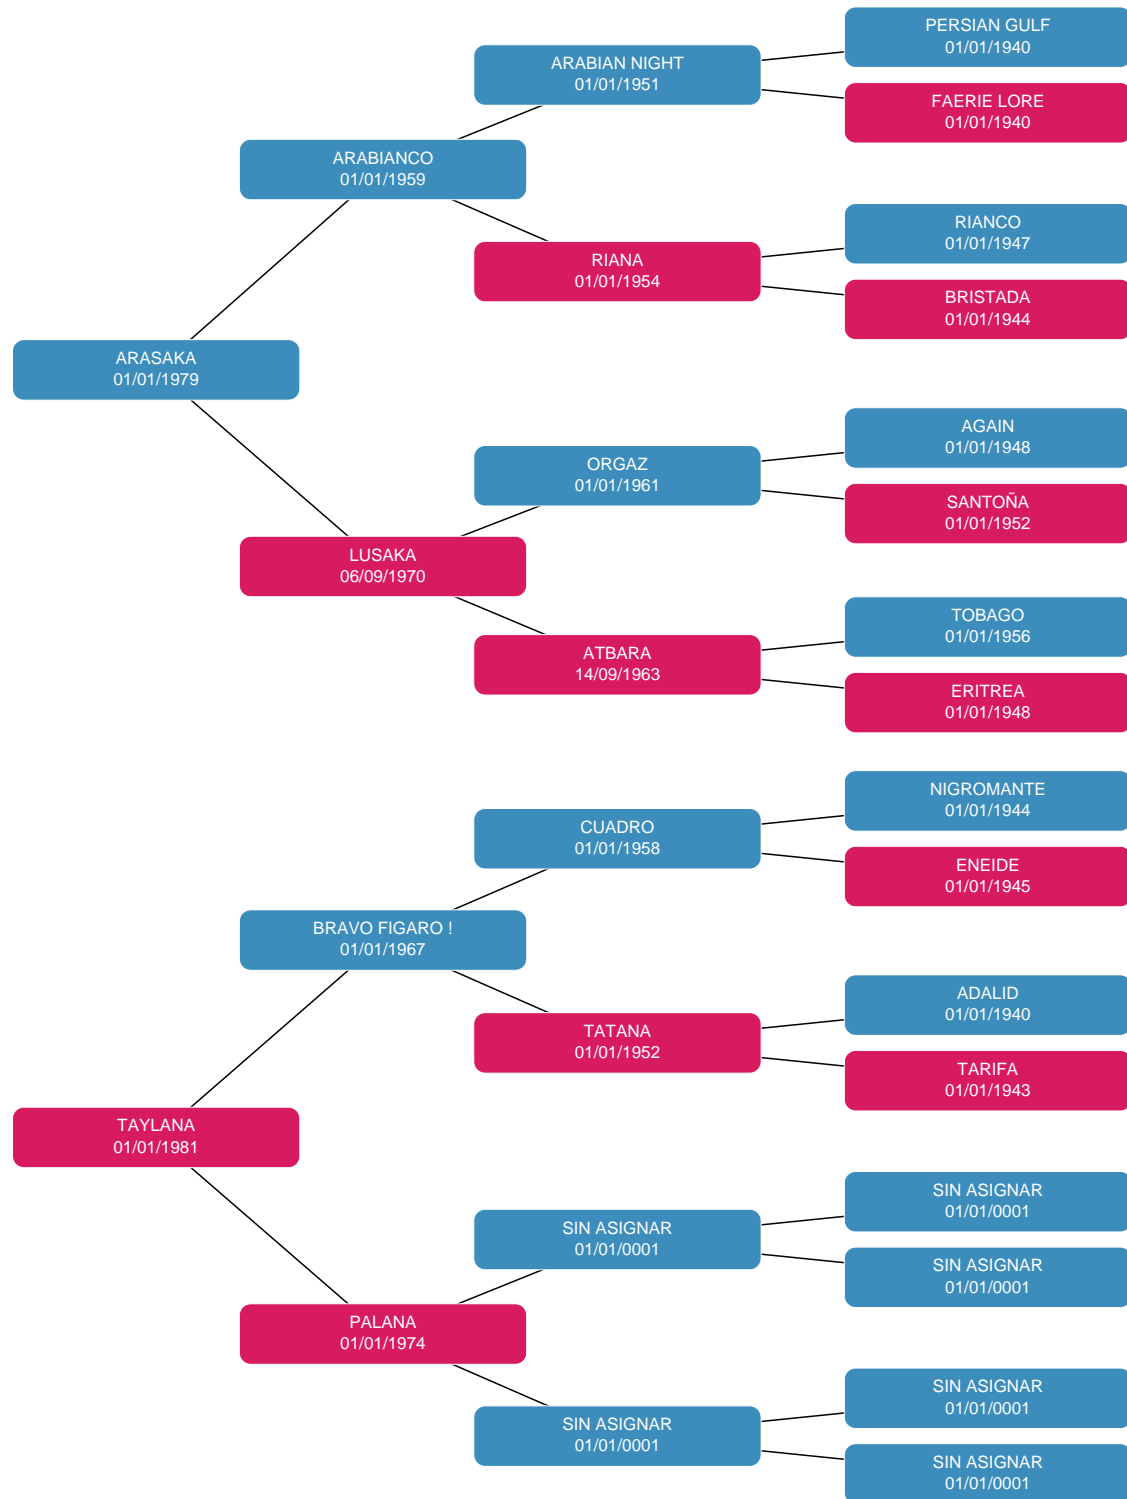 PERSIAN GULF
01/01/1940
ARABIAN NIGHT
01/01/1951
FAERIE LORE
01/01/1940
ARABIANCO
01/01/1959
RIANCO
01/01/1947
RIANA
01/01/1954
BRISTADA
01/01/1944
ARASAKA
01/01/1979
AGAIN
01/01/1948
ORGAZ
01/01/1961
SANTOÑA
01/01/1952
LUSAKA
06/09/1970
TOBAGO
01/01/1956
ATBARA
14/09/1963
ERITREA
01/01/1948
NIGROMANTE
01/01/1944
CUADRO
01/01/1958
ENEIDE
01/01/1945
BRAVO FIGARO !
01/01/1967
ADALID
01/01/1940
TATANA
01/01/1952
TARIFA
01/01/1943
TAYLANA
01/01/1981
SIN ASIGNAR
01/01/0001
SIN ASIGNAR
01/01/0001
SIN ASIGNAR
01/01/0001
PALANA
01/01/1974
SIN ASIGNAR
01/01/0001
SIN ASIGNAR
01/01/0001
SIN ASIGNAR
01/01/0001